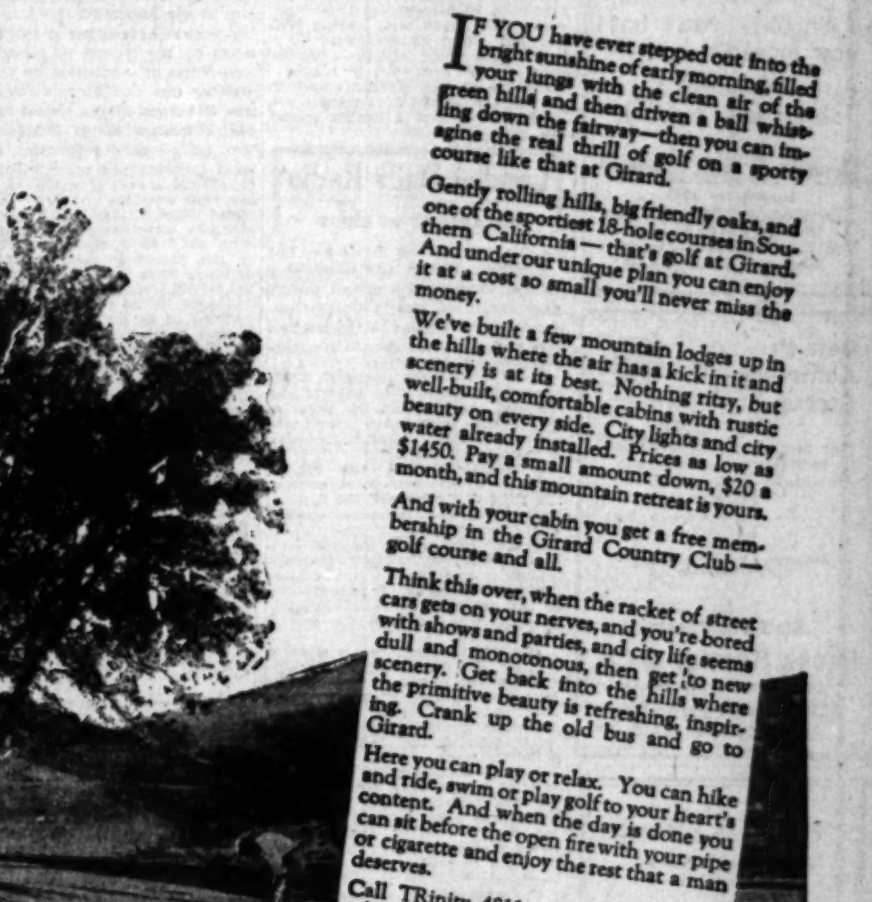 IF YOU have ever stepped out into the
bright sunshine of early morning, filled
your lungs with the clean air of the
green hills and then driven a ball whist-
ling down the fairway—then you can im-
agine the real thrill of golf on a sporty
course like that at Girard.
Gently rolling hills, big friendly oaks, and
one of the sportiest 18-hole courses in Sou-
thern California — that's golf at Girard.
And under our unique plan you can enjoy
it at a cost so small you'll never miss the
money.
We've built a few mountain lodges up in
the hills where the air has a kick in it and
scenery is at its best. Nothing ritzy, but
well-built, comfortable cabins with rustic
beauty on every side. City lights and city
water already installed. Prices as low as
$1450. Pay a small amount down, $20 a
month, and this mountain retreat is yours.
And with your cabin you get a free mem-
bership in the Girard Country Club —
golf course and all.
Think this over, when the racket of street
cars gets on your nerves, and you're bored
with shows and parties, and city life seems
dull and monotonous, then get to new
scenery. Get back into the hills where
the primitive beauty is refreshing, inspir-
ing. Crank up the old bus and go to
Girard.
Here you can play or relax. You can hike
and ride, swim or play golf to your heart's
content. And when the day is done you
can sit before the open fire with your pipe
or cigarette and enjoy the rest that a man
deserves.
Call TRinity